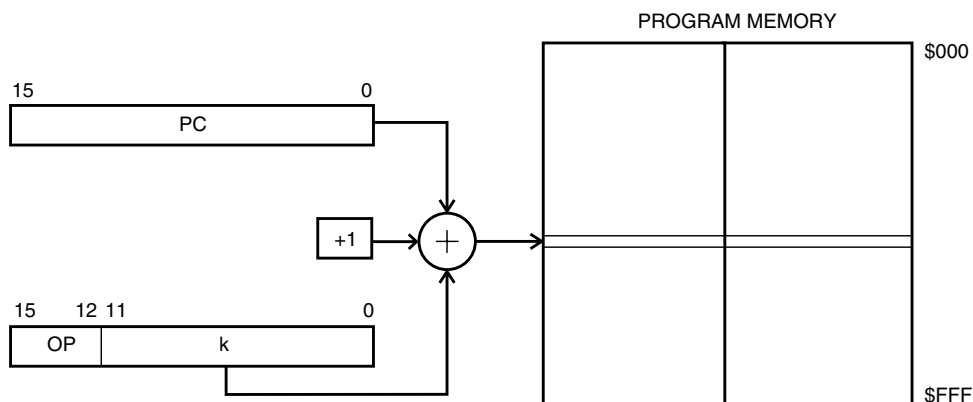 PROGRAM MEMORY
$000
15 0
PC
+1
+
15 12 11 0
OP k
$FFF